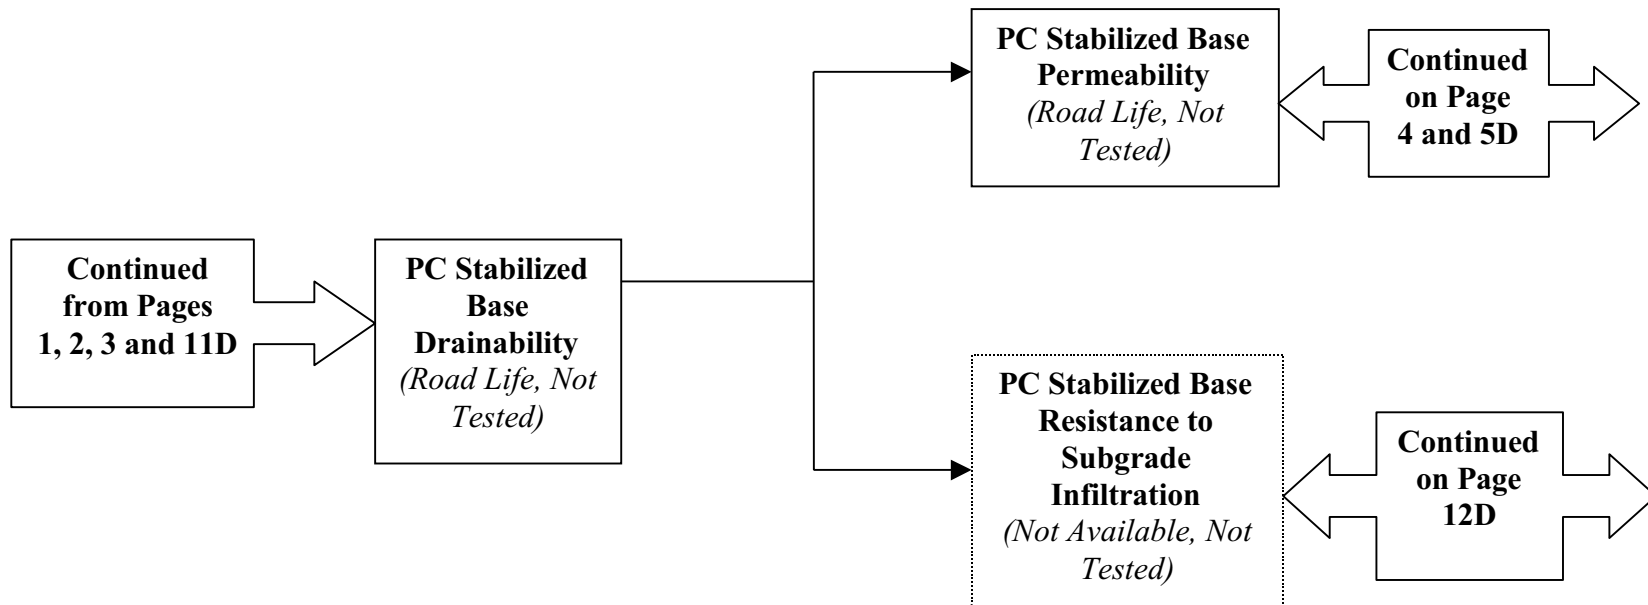 Continued
from Pages
1, 2, 3 and 11D
PC Stabilized
Base
Drainability
(Road Life, Not
Tested)
PC Stabilized Base
Permeability
(Road Life, Not
Tested)
Continued
on Page
4 and 5D
PC Stabilized Base
Resistance to
Subgrade
Infiltration
(Not Available, Not
Tested)
Continued
on Page
12D